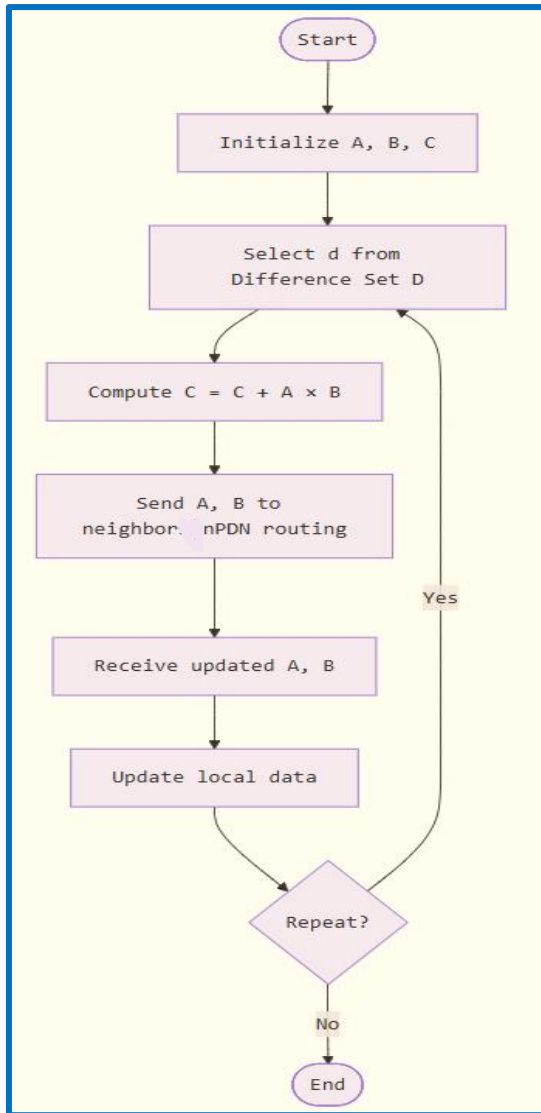 Start
Initialize A, B, C
Select d from
Difference Set D
Compute C = C + A × B
Send A, B to
nPDN routing
Receive updated A, B
Yes
Update local data
Repeat?
No
End